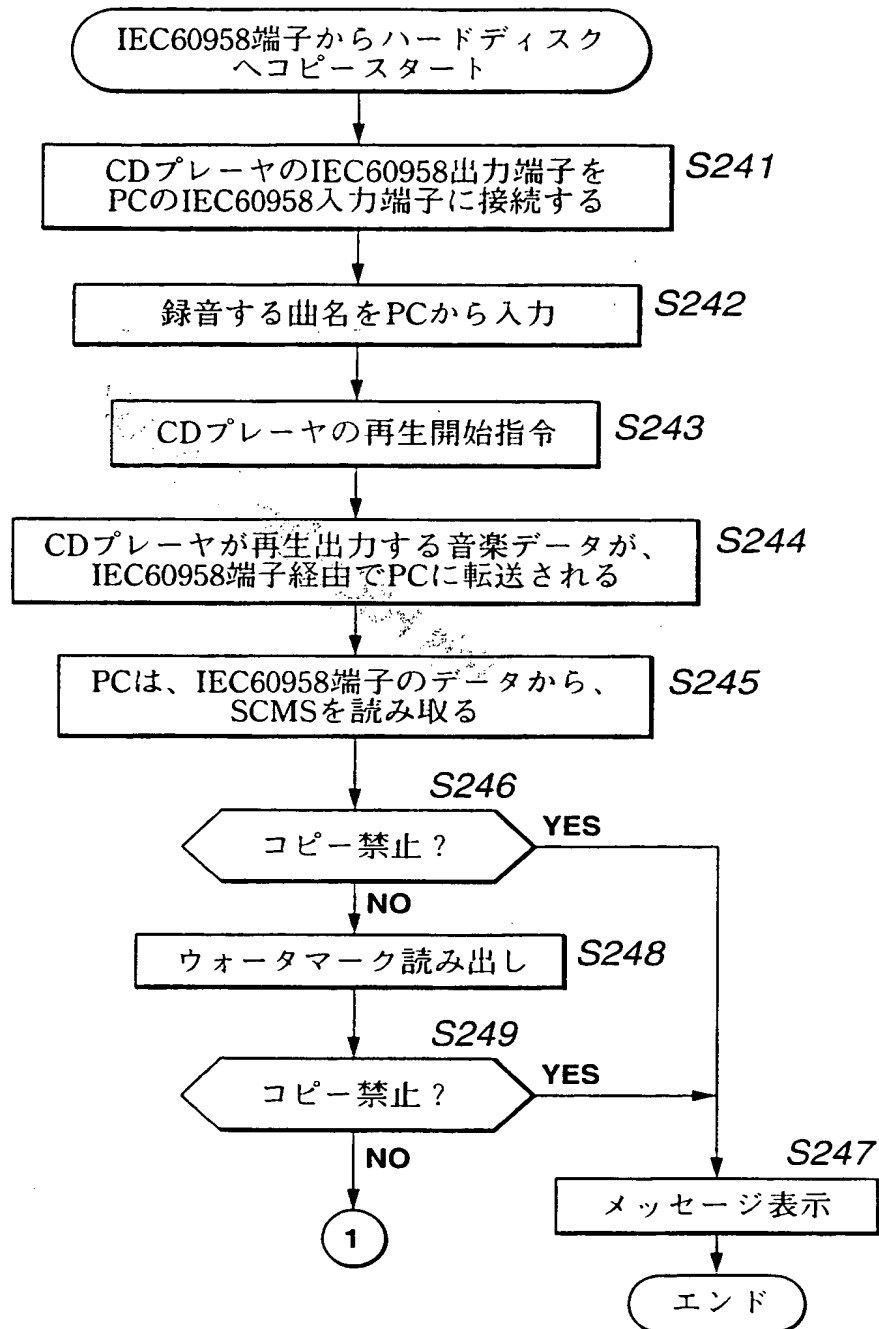 IEC60958端子からハードディスク
へコピースタート
CDプレーヤのIEC60958出力端子を
PCのIEC60958入力端子に接続する
S241
録音する曲名をPCから入力
S242
CDプレーヤの再生開始指令
S243
CDプレーヤが再生出力する音楽データが、
IEC60958端子経由でPCに転送される
S244
PCは、IEC60958端子のデータから、
SCMSを読み取る
S245
S246
コピー禁止？
YES
NO
ウォータマーク読み出し
S248
S249
コピー禁止？
YES
NO
S247
メッセージ表示
1
エンド